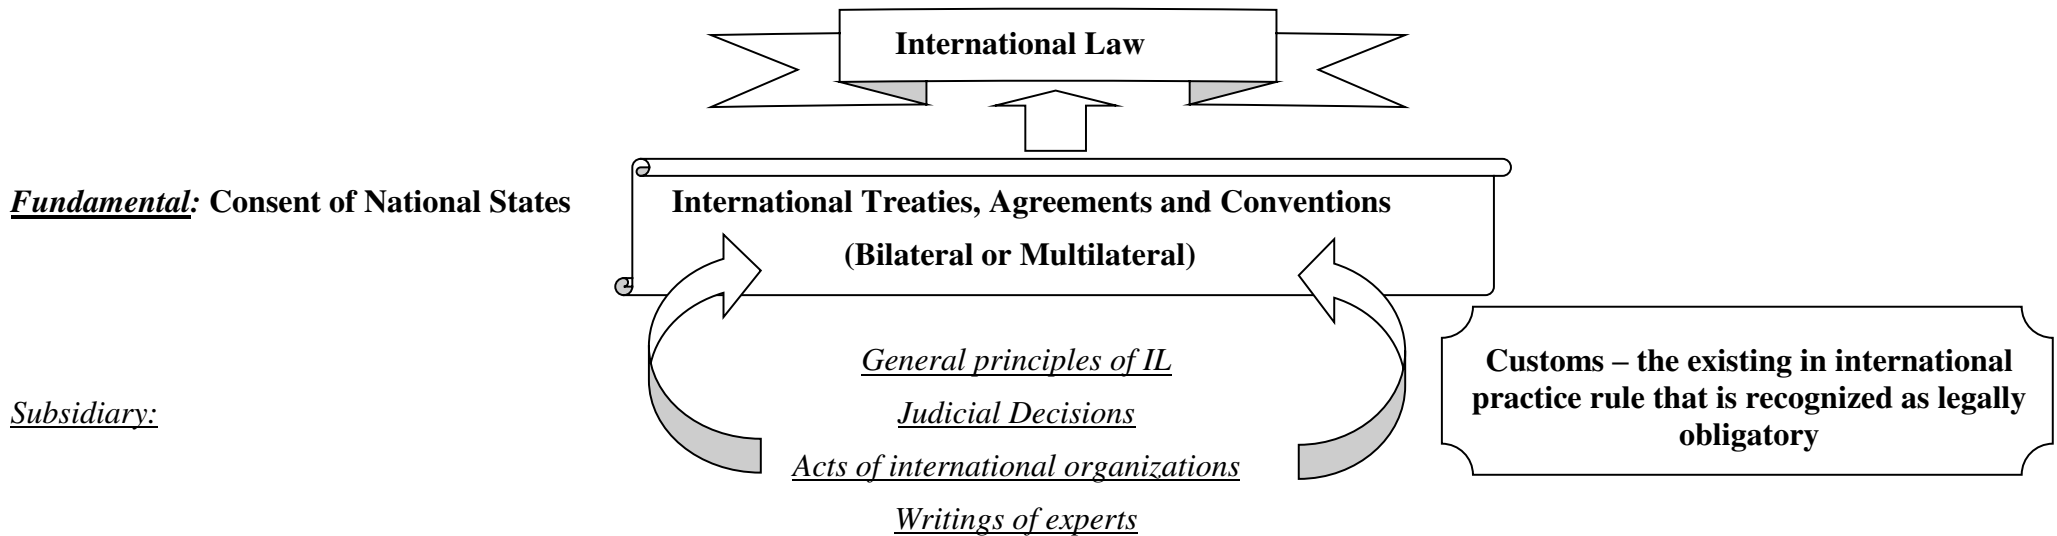 International Law
Fundamental: Consent of National States
International Treaties, Agreements and Conventions
(Bilateral or Multilateral)
General principles of IL
Subsidiary:
Judicial Decisions
Acts of international organizations
Writings of experts
Customs – the existing in international
practice rule that is recognized as legally
obligatory